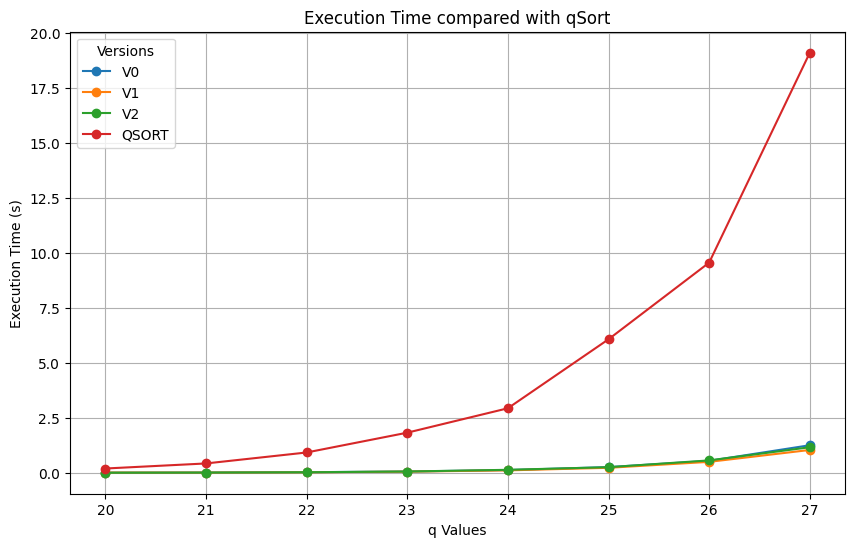 Execution Time compared with qSort
Versions
V0
V1
V2
QSORT
Execution Time (s)
20.0
17.5
15.0
12.5
10.0
7.5
5.0
2.5
0.0
20 21 22 23 24 25 26 27
q Values